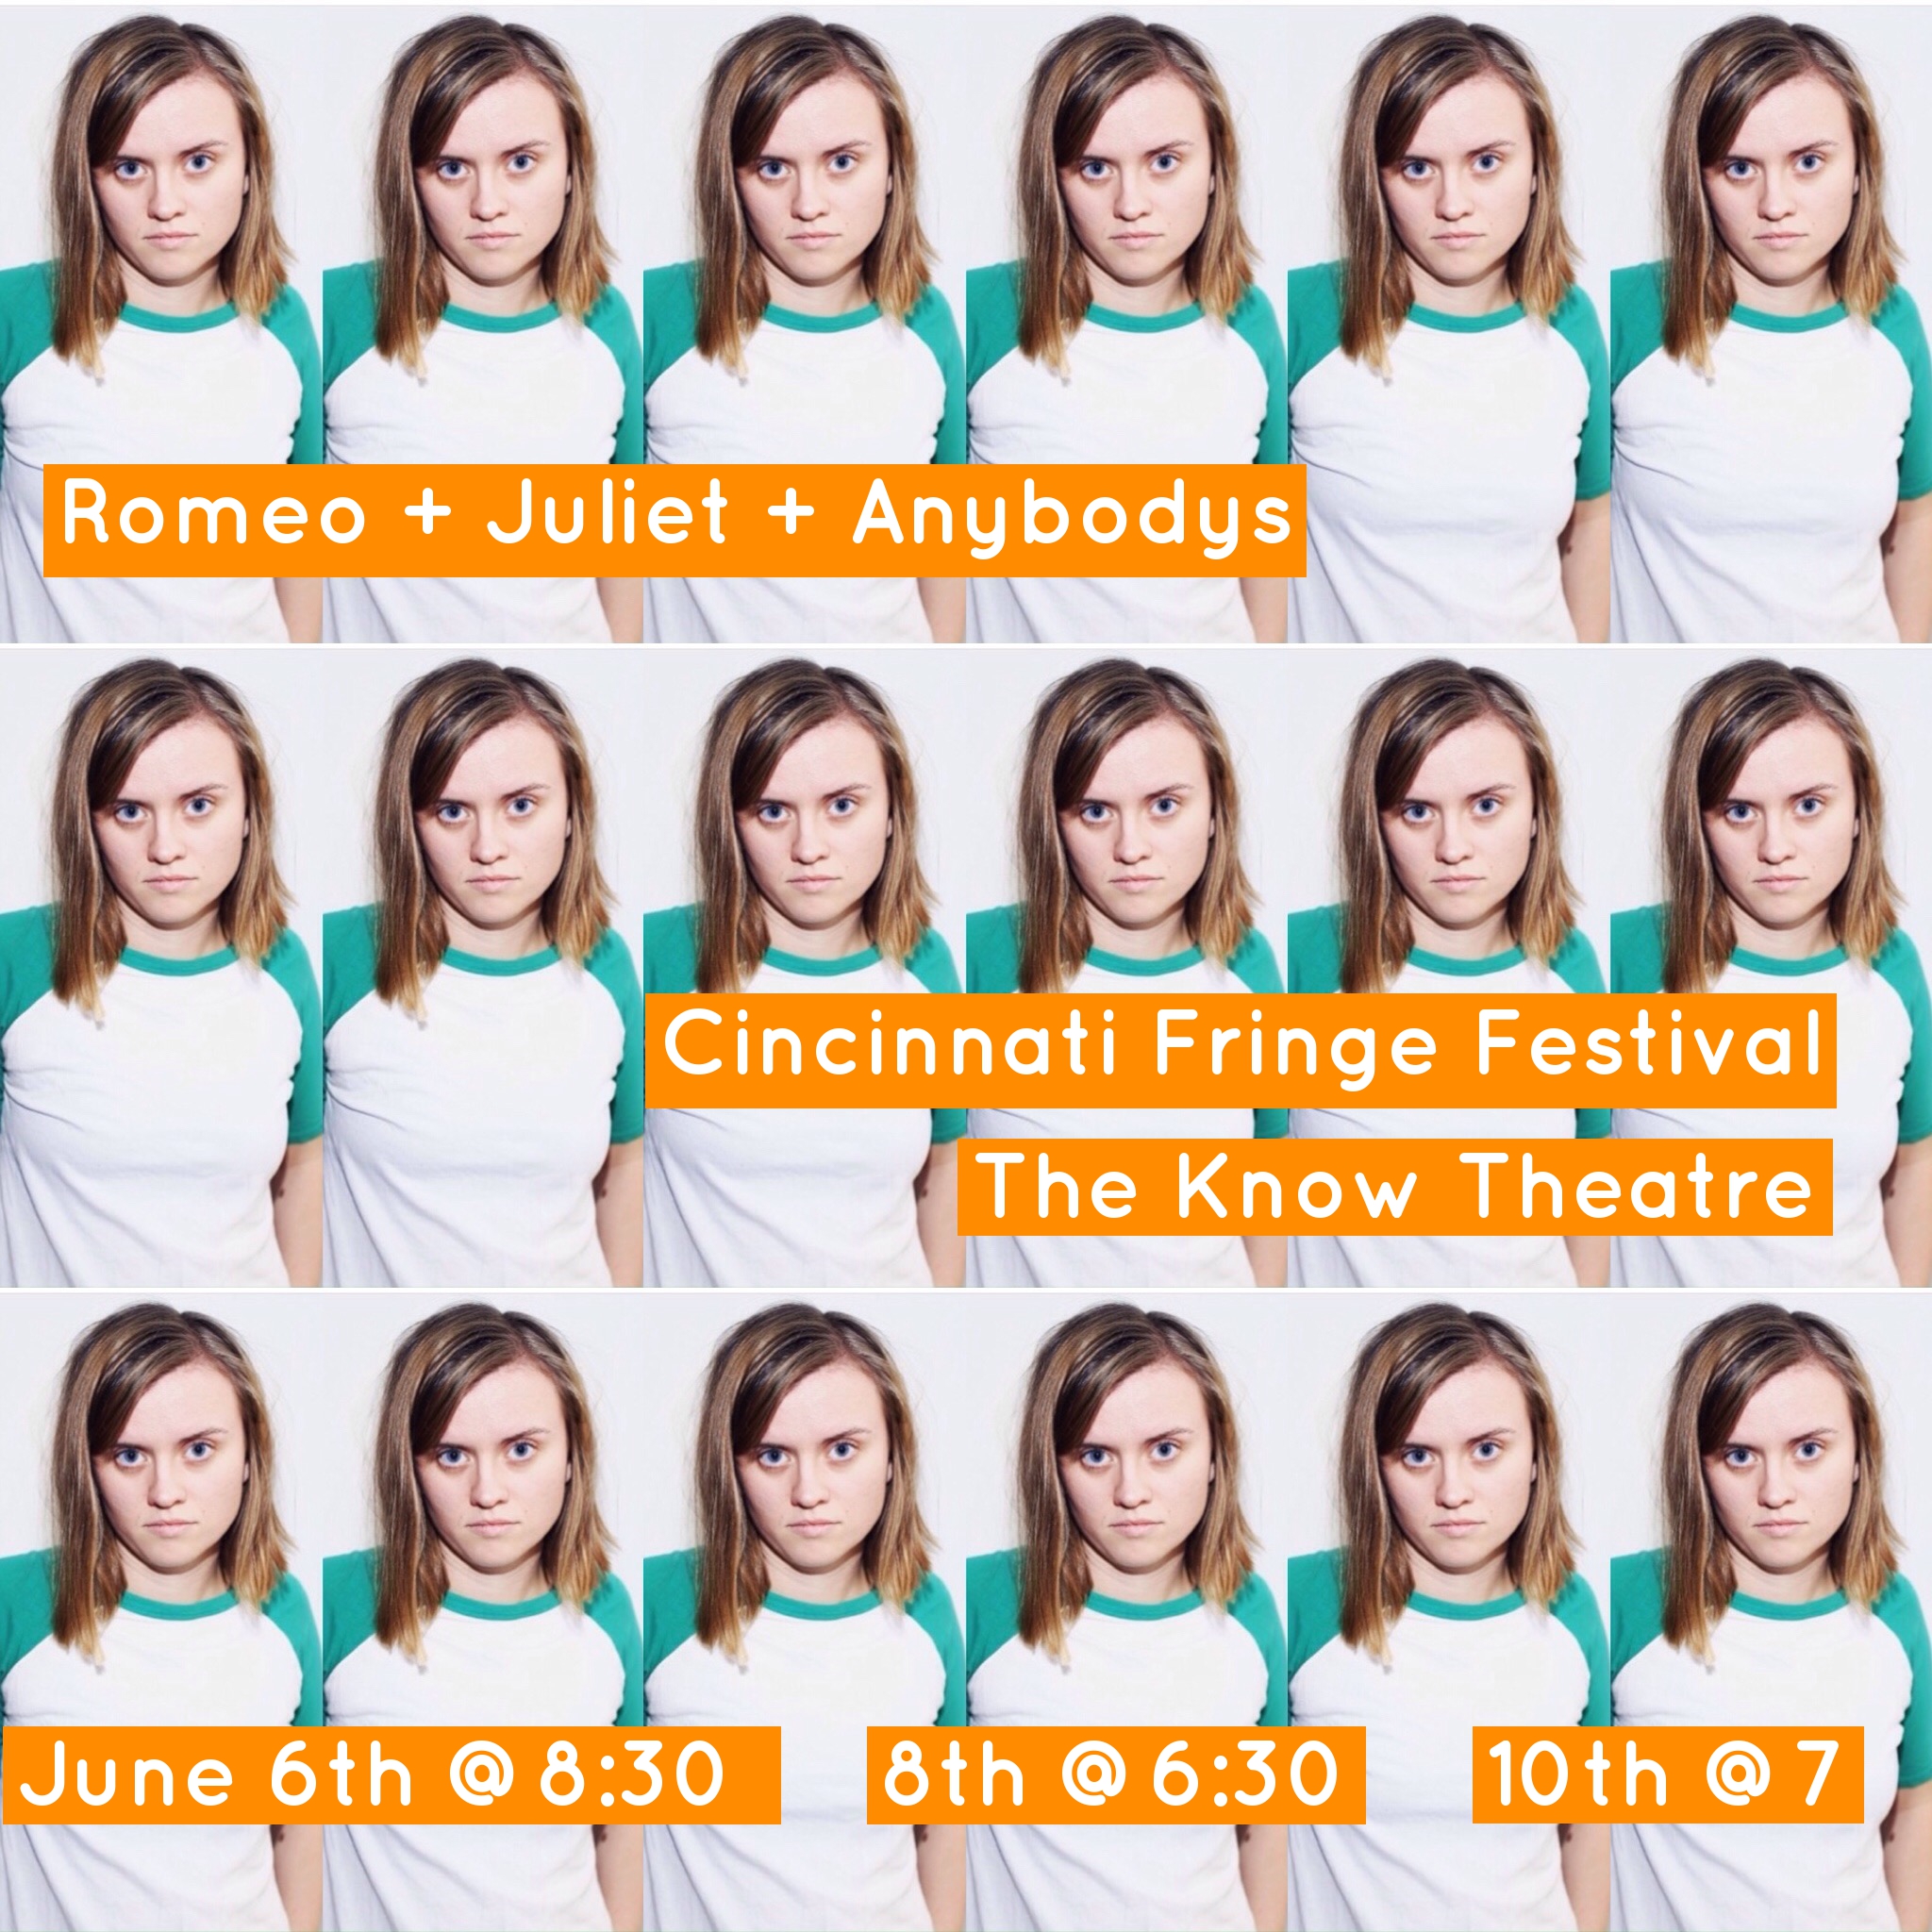 Romeo + Juliet + Anybodys
Cincinnati Fringe Festival
The Know Theatre
June 6th @ 8:30 8th @ 6:30 10th @ 7